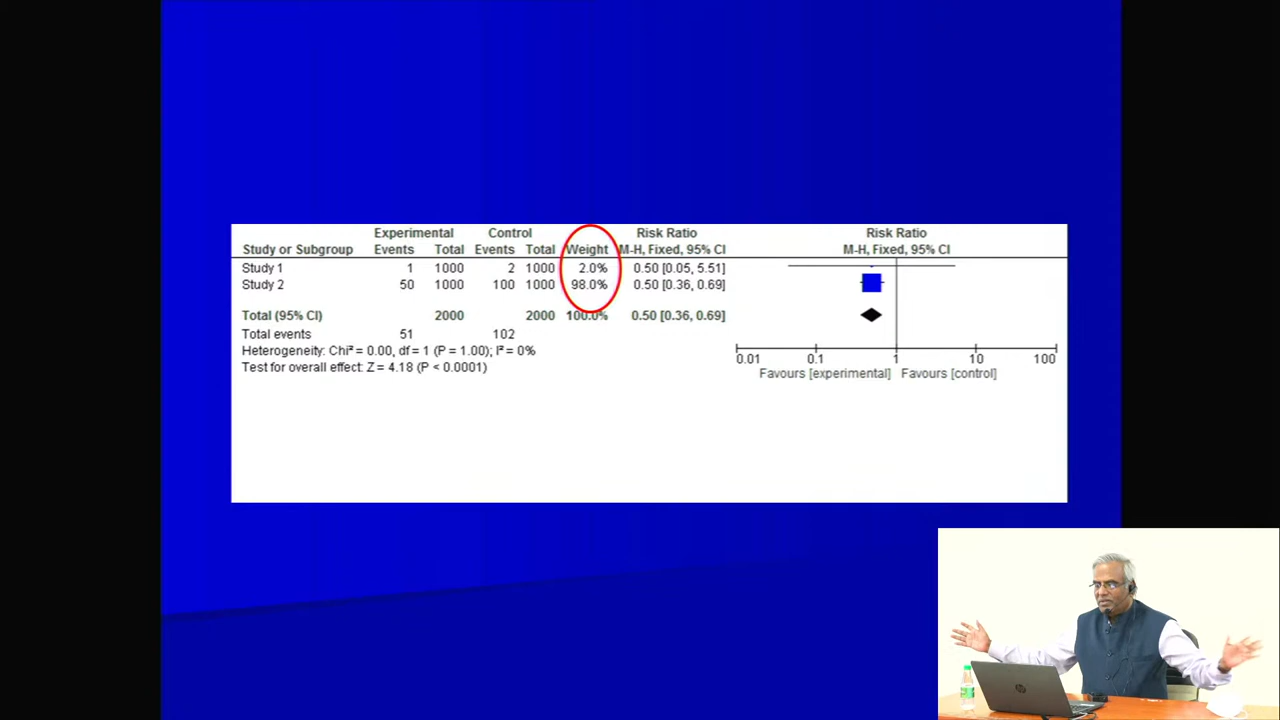 Experimental Control Risk Ratio Risk Ratio
Study or Subgroup Events Total Events Total Weight M-H, Fixed, 95% CI M-H, Fixed, 95% CI
Study 1 1 1000 2 1000 2.0% 0.50 [0.05, 5.51]
Study 2 50 1000 100 1000 98.0% 0.50 [0.36, 0.69]
Total (95% CI) 2000 2000 100.0% 0.50 [0.36, 0.69]
Total events 51 102
Heterogeneity: Chi² = 0.00, df = 1 (P = 1.00); I² = 0%
Test for overall effect: Z = 4.18 (P < 0.0001)
0.01 0.1 1 10 100
Favours [experimental] Favours [control]